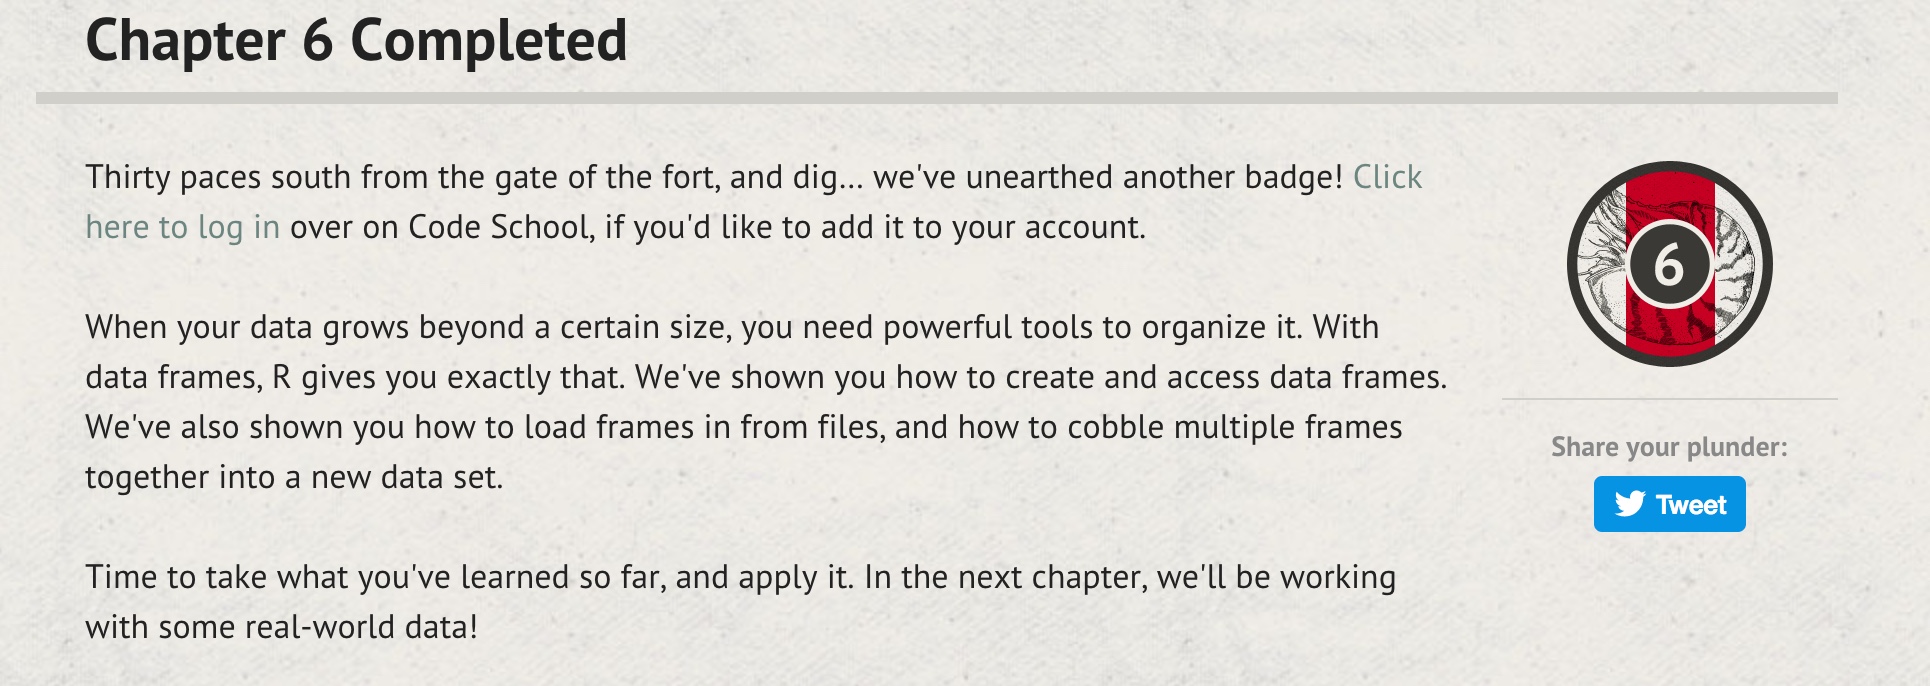 Chapter 6 Completed
Thirty paces south from the gate of the fort, and dig... we've unearthed another badge! Click
here to log in over on Code School, if you'd like to add it to your account.
When your data grows beyond a certain size, you need powerful tools to organize it. With
data frames, R gives you exactly that. We've shown you how to create and access data frames.
We've also shown you how to load frames in from files, and how to cobble multiple frames
together into a new data set.
Time to take what you've learned so far, and apply it. In the next chapter, we'll be working
with some real-world data!
6
Share your plunder:
Tweet